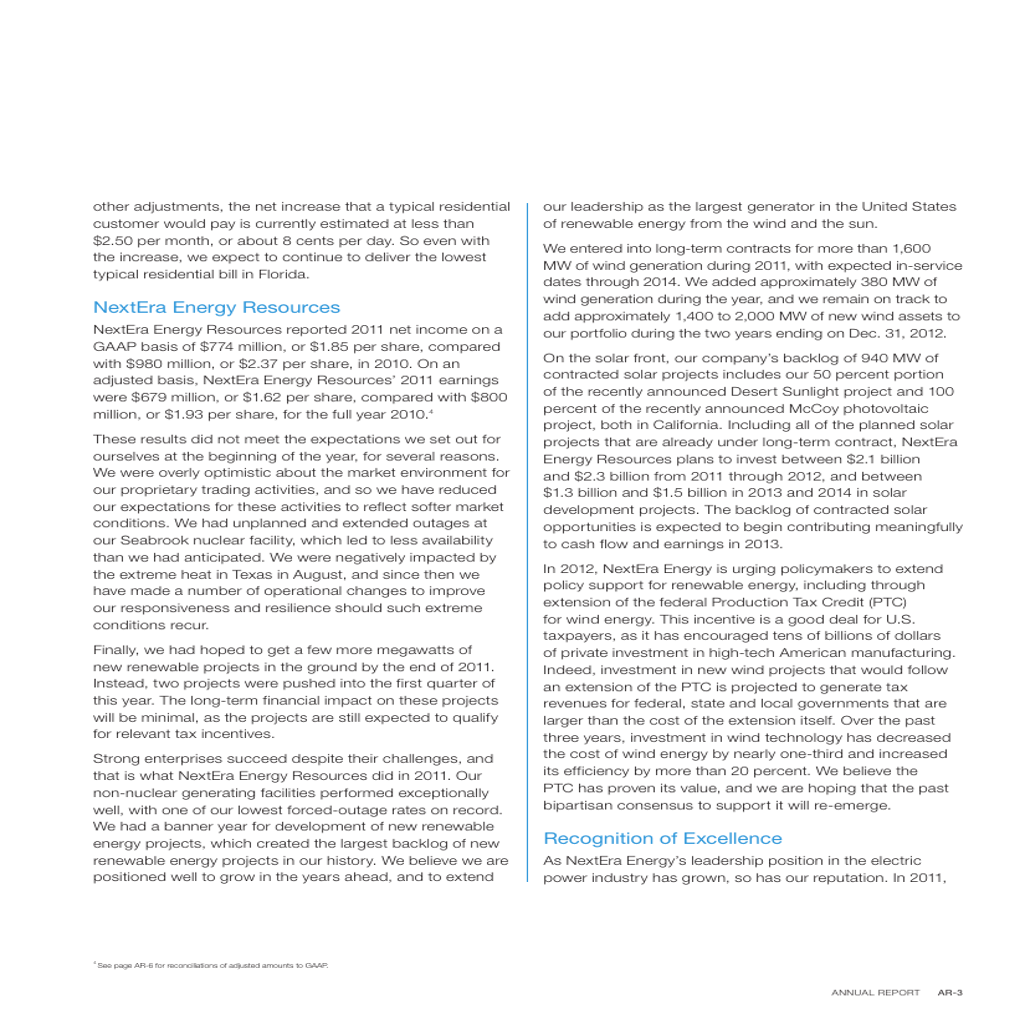 other adjustments, the net increase that a typical residential
customer would pay is currently estimated at less than
$2.50 per month, or about 8 cents per day. So even with
the increase, we expect to continue to deliver the lowest
typical residential bill in Florida.
NextEra Energy Resources
NextEra Energy Resources reported 2011 net income on a
GAAP basis of $774 million, or $1.85 per share, compared
with $980 million, or $2.37 per share, in 2010. On an
adjusted basis, NextEra Energy Resources’ 2011 earnings
were $679 million, or $1.62 per share, compared with $800
million, or $1.93 per share, for the full year 2010.⁴
These results did not meet the expectations we set out for
ourselves at the beginning of the year, for several reasons.
We were overly optimistic about the market environment for
our proprietary trading activities, and so we have reduced
our expectations for these activities to reflect softer market
conditions. We had unplanned and extended outages at
our Seabrook nuclear facility, which led to less availability
than we had anticipated. We were negatively impacted by
the extreme heat in Texas in August, and since then we
have made a number of operational changes to improve
our responsiveness and resilience should such extreme
conditions recur.
Finally, we had hoped to get a few more megawatts of
new renewable projects in the ground by the end of 2011.
Instead, two projects were pushed into the first quarter of
this year. The long-term financial impact on these projects
will be minimal, as the projects are still expected to qualify
for relevant tax incentives.
Strong enterprises succeed despite their challenges, and
that is what NextEra Energy Resources did in 2011. Our
non-nuclear generating facilities performed exceptionally
well, with one of our lowest forced-outage rates on record.
We had a banner year for development of new renewable
energy projects, which created the largest backlog of new
renewable energy projects in our history. We believe we are
positioned well to grow in the years ahead, and to extend
our leadership as the largest generator in the United States
of renewable energy from the wind and the sun.
We entered into long-term contracts for more than 1,600
MW of wind generation during 2011, with expected in-service
dates through 2014. We added approximately 380 MW of
wind generation during the year, and we remain on track to
add approximately 1,400 to 2,000 MW of new wind assets to
our portfolio during the two years ending on Dec. 31, 2012.
On the solar front, our company’s backlog of 940 MW of
contracted solar projects includes our 50 percent portion
of the recently announced Desert Sunlight project and 100
percent of the recently announced McCoy photovoltaic
project, both in California. Including all of the planned solar
projects that are already under long-term contract, NextEra
Energy Resources plans to invest between $2.1 billion
and $2.3 billion from 2011 through 2012, and between
$1.3 billion and $1.5 billion in 2013 and 2014 in solar
development projects. The backlog of contracted solar
opportunities is expected to begin contributing meaningfully
to cash flow and earnings in 2013.
In 2012, NextEra Energy is urging policymakers to extend
policy support for renewable energy, including through
extension of the federal Production Tax Credit (PTC)
for wind energy. This incentive is a good deal for U.S.
taxpayers, as it has encouraged tens of billions of dollars
of private investment in high-tech American manufacturing.
Indeed, investment in new wind projects that would follow
an extension of the PTC is projected to generate tax
revenues for federal, state and local governments that are
larger than the cost of the extension itself. Over the past
three years, investment in wind technology has decreased
the cost of wind energy by nearly one-third and increased
its efficiency by more than 20 percent. We believe the
PTC has proven its value, and we are hoping that the past
bipartisan consensus to support it will re-emerge.
Recognition of Excellence
As NextEra Energy’s leadership position in the electric
power industry has grown, so has our reputation. In 2011,
⁴ See page AR-6 for reconciliations of adjusted amounts to GAAP.
ANNUAL REPORT AR-3